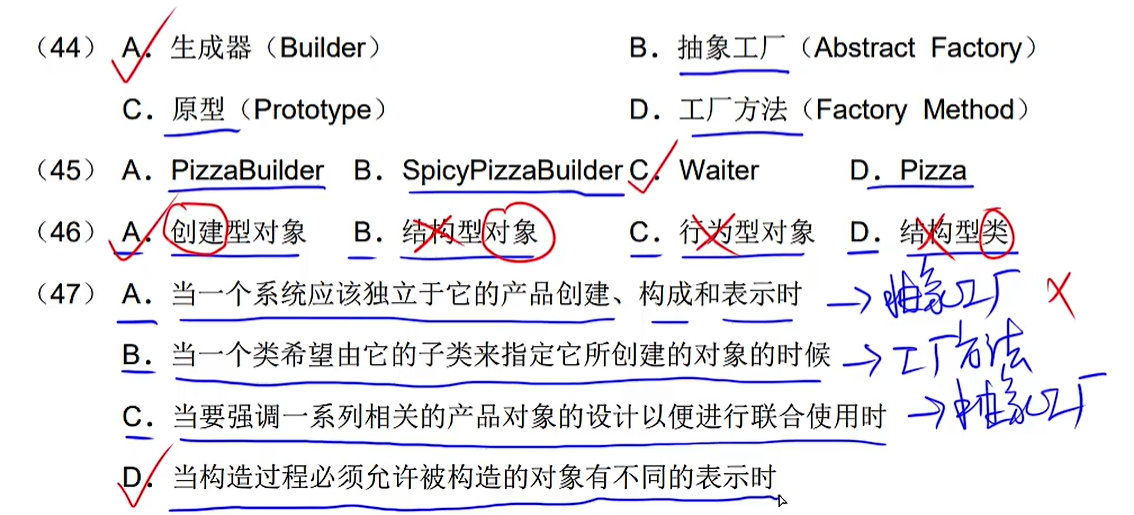 （44） A．生成器（Builder） B．抽象工厂（Abstract Factory）
C．原型（Prototype） D．工厂方法（Factory Method）
（45） A．PizzaBuilder B．SpicyPizzaBuilder C．Waiter D．Pizza
（46） A．创建型对象 B．结构型对象 C．行为型对象 D．结构型类
（47） A．当一个系统应该独立于它的产品创建、构成和表示时 →抽象工厂 ×
B．当一个类希望由它的子类来指定它所创建的对象的时候 →工厂方法
C．当要强调一系列相关的产品对象的设计以便进行联合使用时 →抽象工厂
D．当构造过程必须允许被构造的对象有不同的表示时